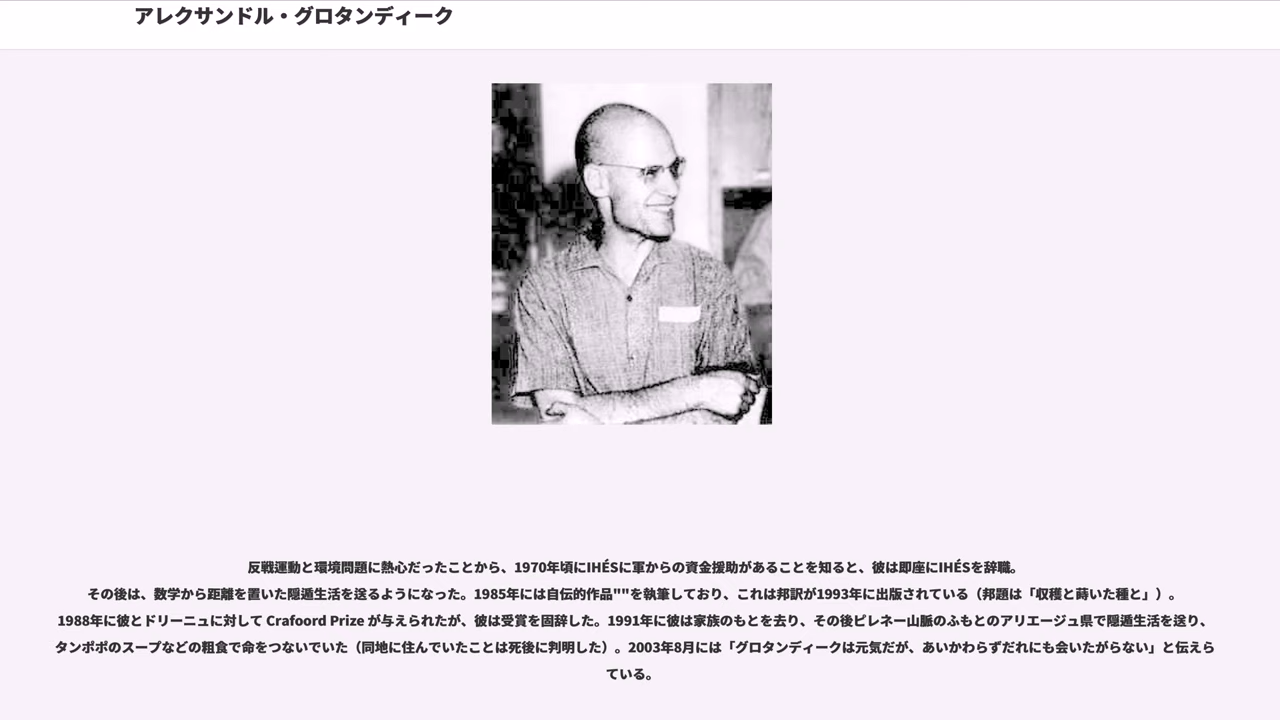 アレクサンドル・グロタンディーク
反戦運動と環境問題に熱心だったことから、1970年頃にIHÉSに軍からの資金援助があることを知ると、彼は即座にIHÉSを辞職。
その後は、数学から距離を置いた隠遁生活を送るようになった。1985年には自伝的作品""を執筆しており、これは邦訳が1993年に出版されている（邦題は「収穫と蒔いた種と」）。
1988年に彼とドリーニュに対して Crafoord Prize が与えられたが、彼は受賞を固辞した。1991年に彼は家族のもとを去り、その後ピレネー山脈のふもとのアリエージュ県で隠遁生活を送り、
タンポポのスープなどの粗食で命をつないでいた（同地に住んでいたことは死後に判明した）。2003年8月には「グロタンディークは元気だが、あいかわらずだれにも会いたがらない」と伝えら
ている。